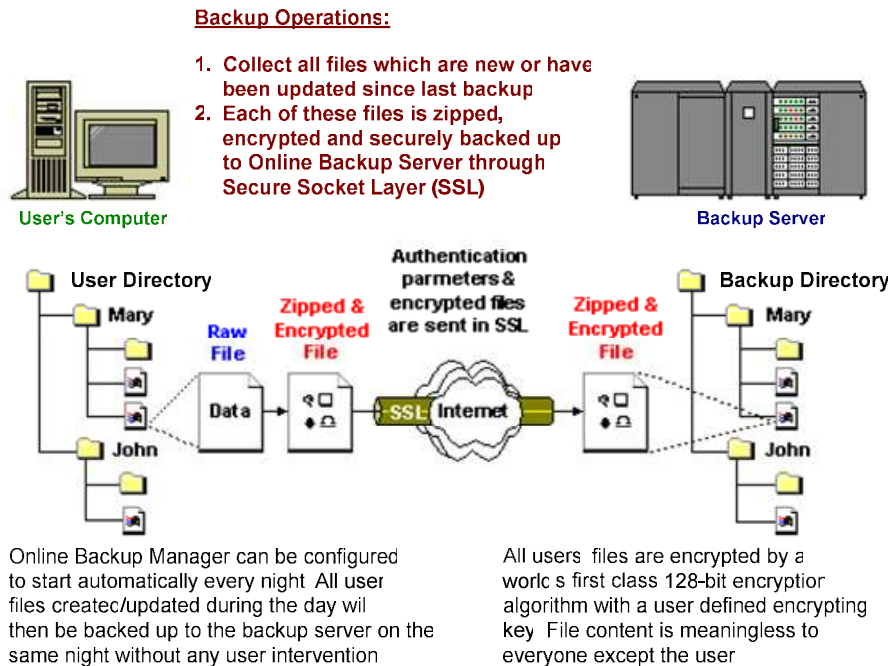 Backup Operations:
1. Collect all files which are new or have
been updated since last backup
2. Each of these files is zipped,
encrypted and securely backed up
to Online Backup Server through
Secure Socket Layer (SSL)
User's Computer
Backup Server
User Directory
Mary
John
Raw
File
Data
Zipped &
Encrypted
File
Authentication
parmeters &
encrypted files
are sent in SSL
SSL Internet
Zipped &
Encrypted
File
Backup Directory
Mary
John
Online Backup Manager can be configured
to start automatically every night All user
files createc/updated during the day wil
then be backed up to the backup server on the
same night without any user intervention
All users files are encrypted by a
worlc s first class 128-bit encryptior
algorithm with a user defined encrypting
key File content is meaningless to
everyone except the user